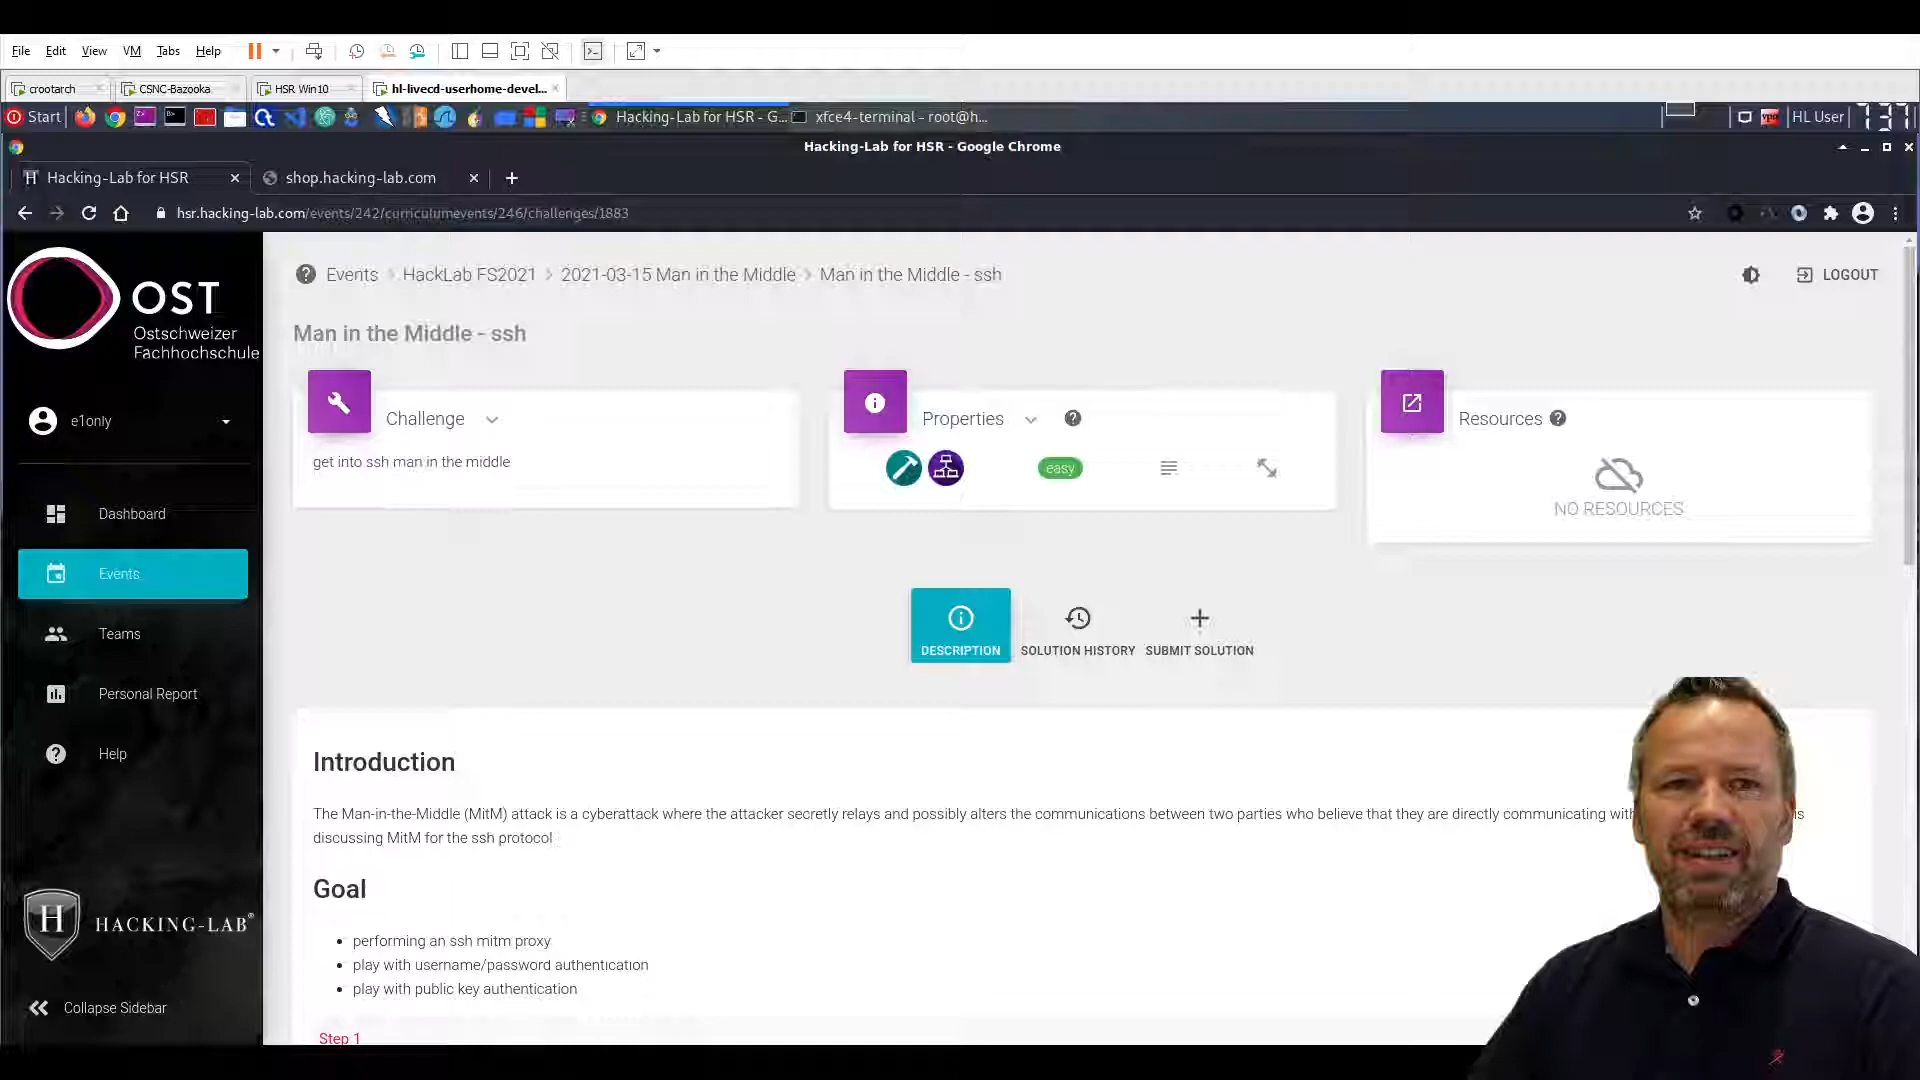 File Edit View VM Tabs Help
crootarch CSNC-Bazooka HSR Win10 hl-livecd-userhome-devel...
Start Hacking-Lab for HSR - G... xfce4-terminal - root@h... HL User
Hacking-Lab for HSR - Google Chrome
Hacking-Lab for HSR shop.hacking-lab.com
hsr.hacking-lab.com/events/242/curriculumevents/246/challenges/1883
OST
Ostschweizer
Fachhochschule
e1only
Dashboard
Events
Teams
Personal Report
Help
H HACKING-LAB®
Collapse Sidebar
Events HackLab FS2021 2021-03-15 Man in the Middle Man in the Middle - ssh
LOGOUT
Man in the Middle - ssh
Challenge
get into ssh man in the middle
Properties
easy
Resources
NO RESOURCES
DESCRIPTION SOLUTION HISTORY SUBMIT SOLUTION
Introduction
The Man-in-the-Middle (MitM) attack is a cyberattack where the attacker secretly relays and possibly alters the communications between two parties who believe that they are directly communicating
discussing MitM for the ssh protocol
Goal
performing an ssh mitm proxy
play with username/password authentication
play with public key authentication
Step 1